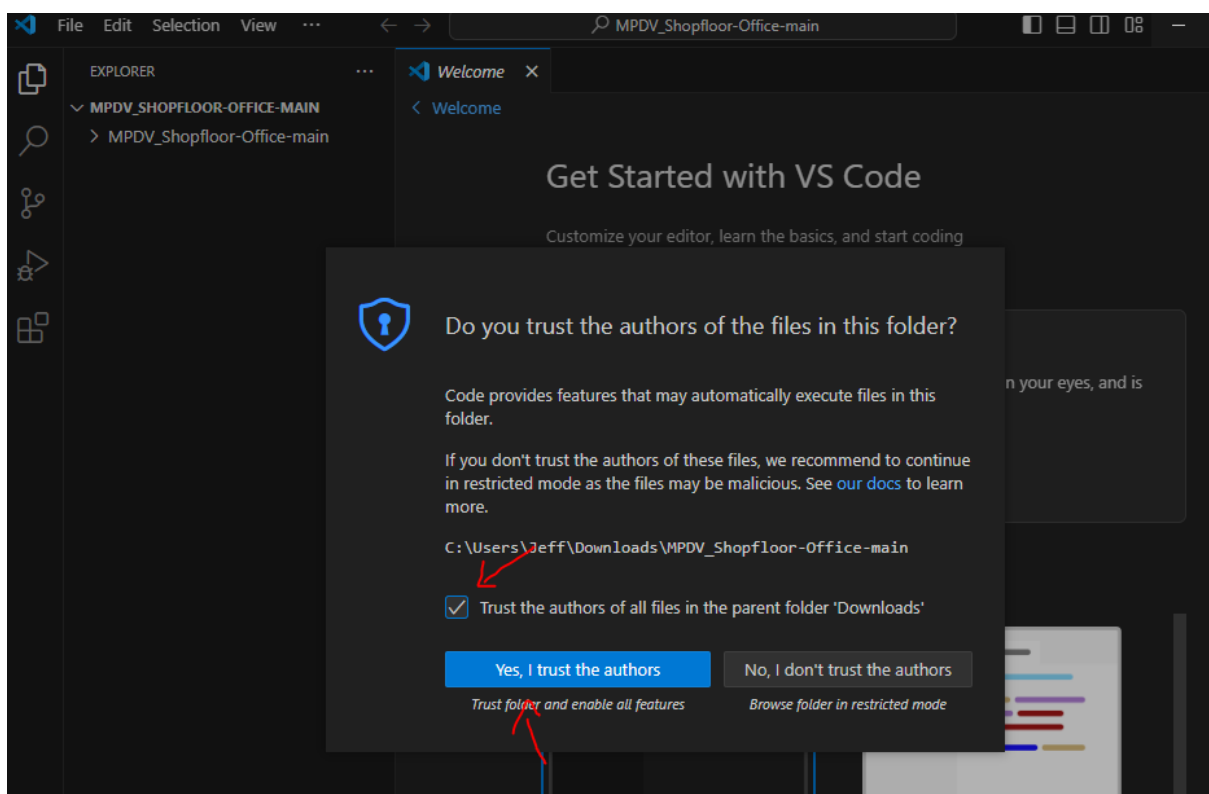 File Edit Selection View ··· MPDV_Shopfloor-Office-main
EXPLORER ···
Welcome
MPDV_SHOPFLOOR-OFFICE-MAIN
Welcome
MPDV_Shopfloor-Office-main
Get Started with VS Code
Customize your editor, learn the basics, and start coding
Do you trust the authors of the files in this folder?
n your eyes, and is
Code provides features that may automatically execute files in this
folder.
If you don't trust the authors of these files, we recommend to continue
in restricted mode as the files may be malicious. See our docs to learn
more.
C:\Users\Jeff\Downloads\MPDV_Shopfloor-Office-main
Trust the authors of all files in the parent folder 'Downloads'
Yes, I trust the authors
No, I don't trust the authors
Trust folder and enable all features
Browse folder in restricted mode